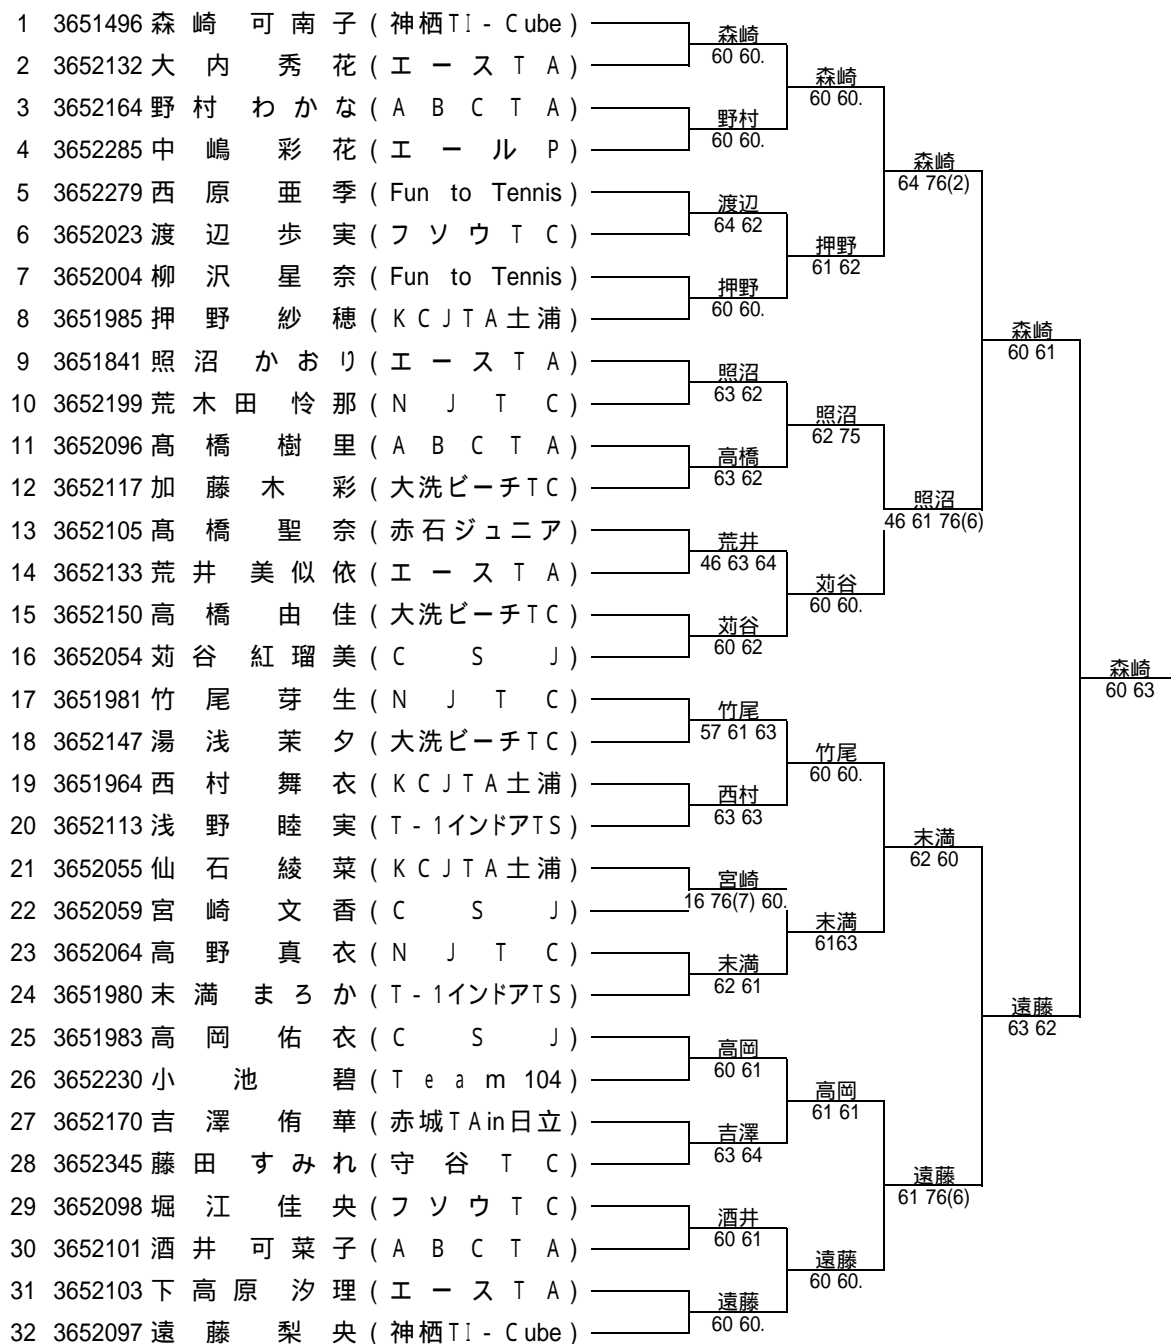 1 3651496 森崎 可南子 (神栖TI-Cube)
2 3652132 大内 秀花 (エースTA)
3 3652164 野村 わかな (ABCTA)
4 3652285 中嶋 彩花 (エールP)
5 3652279 西原 亜季 (Fun to Tennis)
6 3652023 渡辺 歩実 (フソウTC)
7 3652004 柳沢 星奈 (Fun to Tennis)
8 3651985 押野 紗穂 (KCJTA土浦)
9 3651841 照沼 かおり (エースTA)
10 3652199 荒木田 怜那 (NJTC)
11 3652096 髙橋 樹里 (ABCTA)
12 3652117 加藤木 彩 (大洗ビーチTC)
13 3652105 髙橋 聖奈 (赤石ジュニア)
14 3652133 荒井 美似依 (エースTA)
15 3652150 高橋 由佳 (大洗ビーチTC)
16 3652054 苅谷 紅瑠美 (CSJ)
17 3651981 竹尾 芽生 (NJTC)
18 3652147 湯浅 茉夕 (大洗ビーチTC)
19 3651964 西村 舞衣 (KCJTA土浦)
20 3652113 浅野 睦実 (T-1インドアTS)
21 3652055 仙石 綾菜 (KCJTA土浦)
22 3652059 宮崎 文香 (CSJ)
23 3652064 高野 真衣 (NJTC)
24 3651980 末満 まろか (T-1インドアTS)
25 3651983 高岡 佑衣 (CSJ)
26 3652230 小池 碧 (Team 104)
27 3652170 吉澤 侑華 (赤城TAin日立)
28 3652345 藤田 すみれ (守谷TC)
29 3652098 堀江 佳央 (フソウTC)
30 3652101 酒井 可菜子 (ABCTA)
31 3652103 下高原 汐理 (エースTA)
32 3652097 遠藤 梨央 (神栖TI-Cube)
森崎
60 60.
野村
60 60.
渡辺
64 62
押野
60 60.
照沼
63 62
高橋
63 62
荒井
46 63 64
苅谷
60 62
竹尾
57 61 63
西村
63 63
宮崎
16 76(7) 60.
末満
62 61
高岡
60 61
吉澤
63 64
酒井
60 61
遠藤
60 60.
森崎
60 60.
押野
61 62
照沼
62 75
苅谷
60 60.
竹尾
60 60.
末満
6163
高岡
61 61
遠藤
60 60.
森崎
64 76(2)
照沼
46 61 76(6)
末満
62 60
遠藤
61 76(6)
森崎
60 61
遠藤
63 62
森崎
60 63